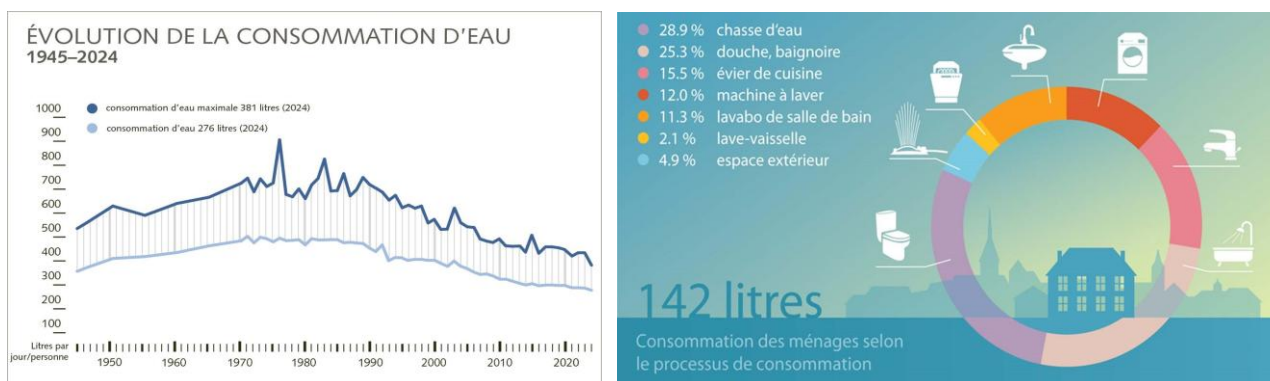 ÉVOLUTION DE LA CONSOMMATION D'EAU
1945–2024
1000
900
800
700
600
500
400
300
200
100
consommation d'eau maximale 381 litres (2024)
consommation d'eau 276 litres (2024)
Litres par
jour/personne
1950 1960 1970 1980 1990 2000 2010 2020
28.9 % chasse d'eau
25.3 % douche, baignoire
15.5 % évier de cuisine
12.0 % machine à laver
11.3 % lavabo de salle de bain
2.1 % lave-vaisselle
4.9 % espace extérieur
142 litres
Consommation des ménages selon
le processus de consommation